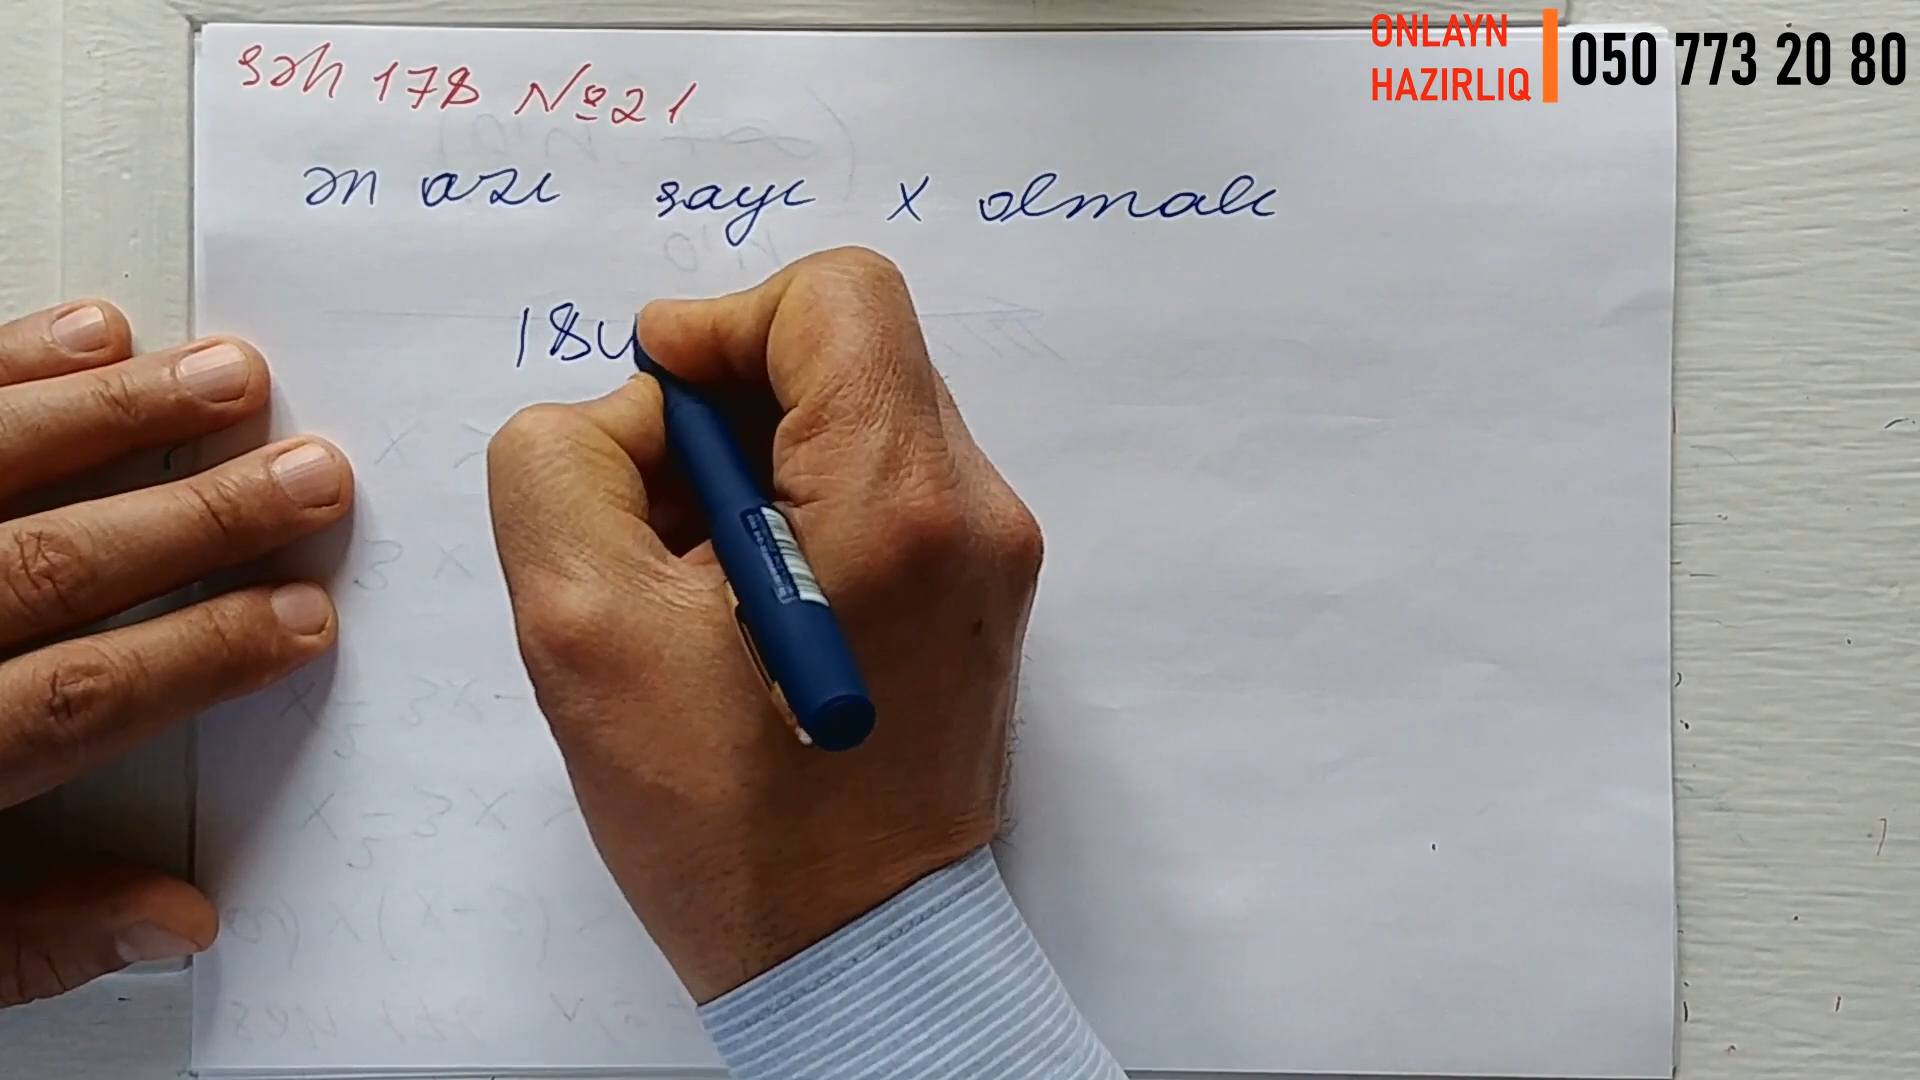 ONLAYN
HAZIRLIQ
050 773 20 80
səh 178 №21
ən azı sayı x olmalı
18